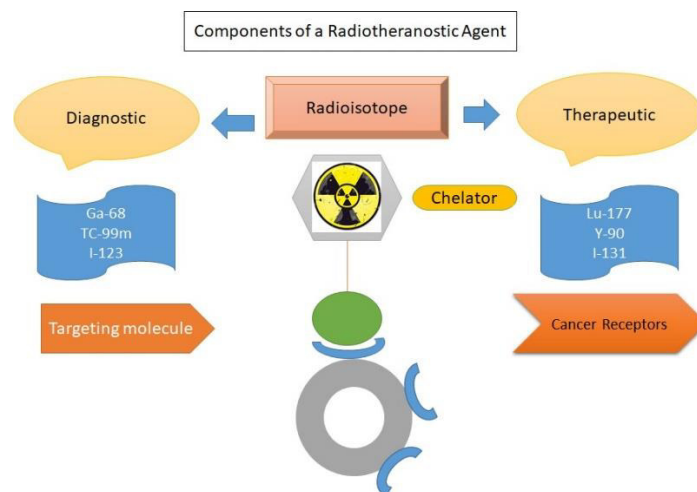 Components of a Radiotheranostic Agent
Diagnostic
Radioisotope
Therapeutic
Chelator
Ga-68
TC-99m
I-123
Lu-177
Y-90
I-131
Targeting molecule
Cancer Receptors